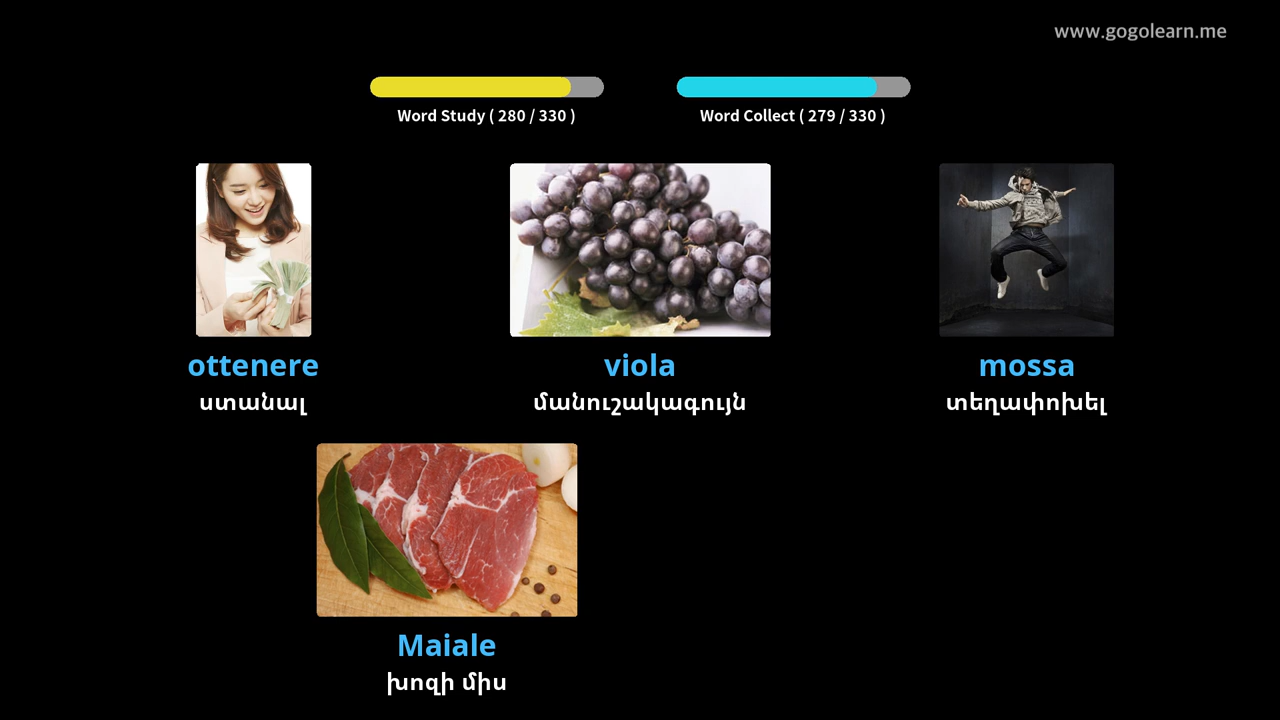 www.gogolearn.me
Word Study ( 280 / 330 )
Word Collect ( 279 / 330 )
ottenere
ստանալ
viola
մանուշակագույն
mossa
տեղափոխել
Maiale
խոզի միս